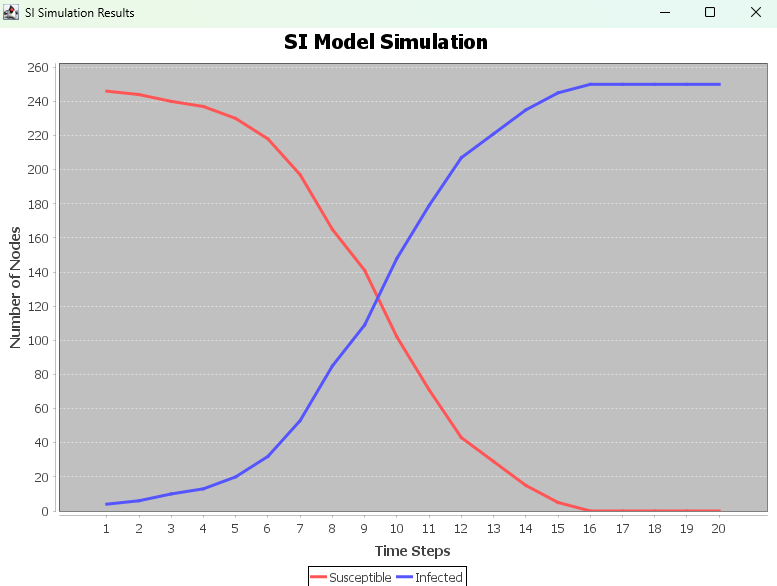 SI Simulation Results
SI Model Simulation
260
240
220
200
180
160
140
120
100
80
60
40
20
0
Number of Nodes
1 2 3 4 5 6 7 8 9 10 11 12 13 14 15 16 17 18 19 20
Time Steps
Susceptible Infected